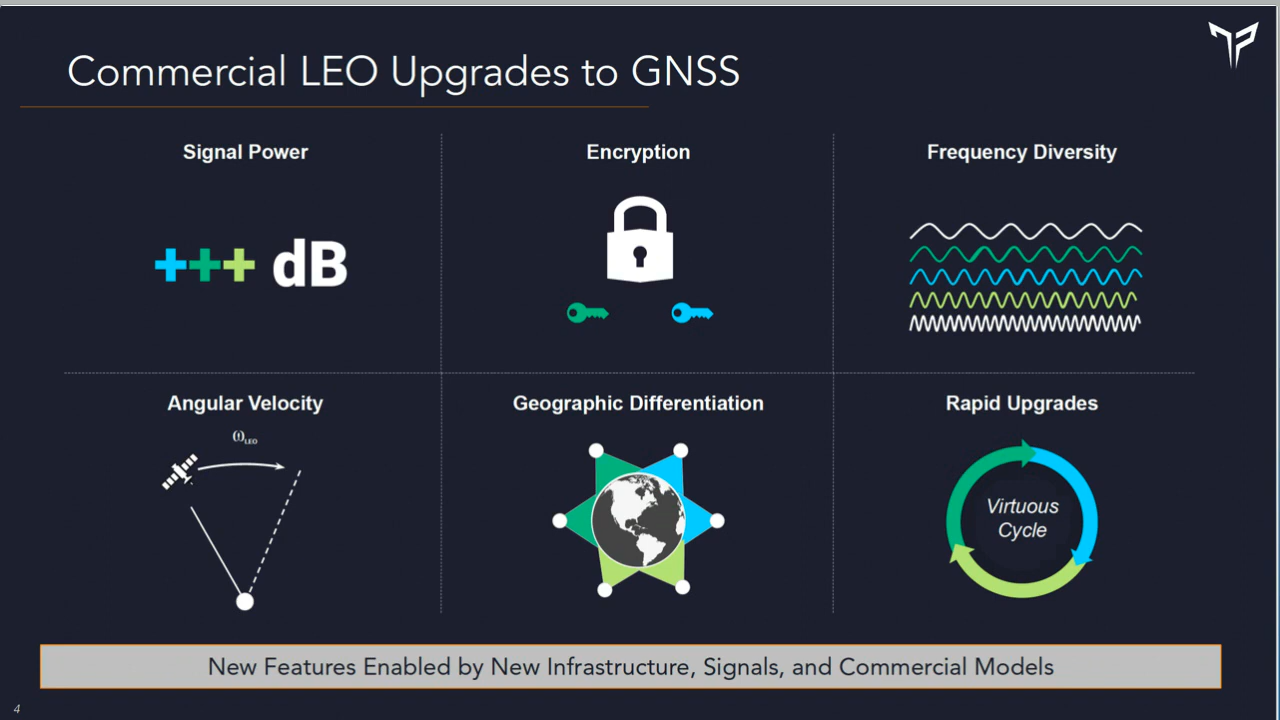 Commercial LEO Upgrades to GNSS
Signal Power
Encryption
Frequency Diversity
+++ dB
Angular Velocity
Geographic Differentiation
Rapid Upgrades
ωLEO
Virtuous
Cycle
New Features Enabled by New Infrastructure, Signals, and Commercial Models
4